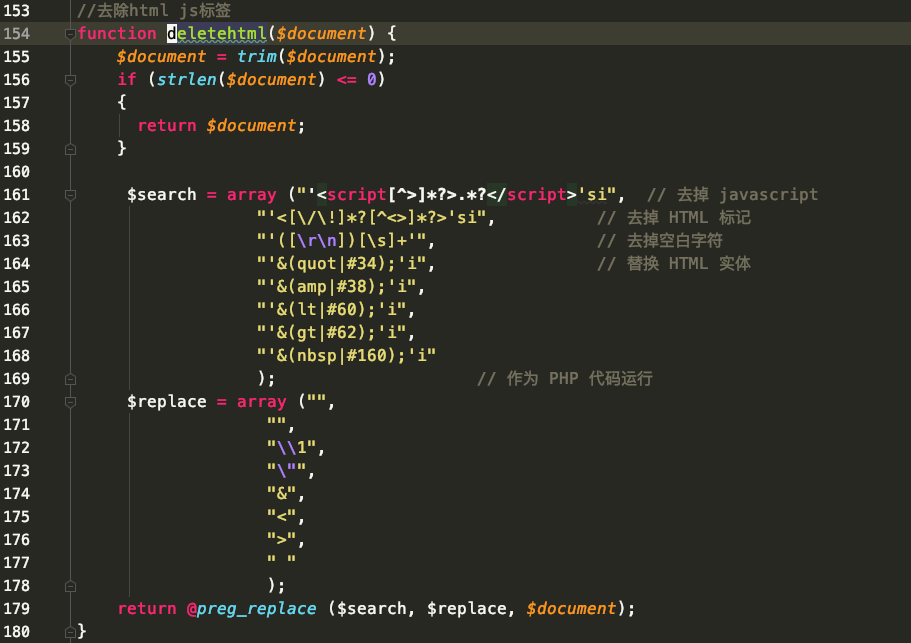 153 //去除html js标签
154 function deletehtml($document) {
155 $document = trim($document);
156 if (strlen($document) <= 0)
157 {
158 return $document;
159 }
160
161 $search = array ("'<script[^>]*?>.*?</script>'si", // 去掉 javascript
162 "'<[\/\!]*?[^<>]*?>'si", // 去掉 HTML 标记
163 "'([\r\n])[\s]+'", // 去掉空白字符
164 "'&(quot|#34);'i", // 替换 HTML 实体
165 "'&(amp|#38);'i",
166 "'&(lt|#60);'i",
167 "'&(gt|#62);'i",
168 "'&(nbsp|#160);'i"
169 ); // 作为 PHP 代码运行
170 $replace = array ("",
171 "",
172 "\\1",
173 "\"",
174 "&",
175 "<",
176 ">",
177 " "
178 );
179 return @preg_replace ($search, $replace, $document);
180 }